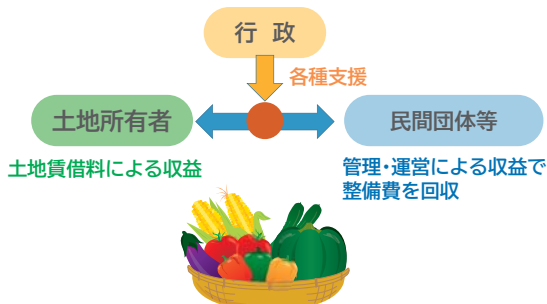 行 政
各種支援
土地所有者
民間団体等
土地賃借料による収益
管理・運営による収益で
整備費を回収